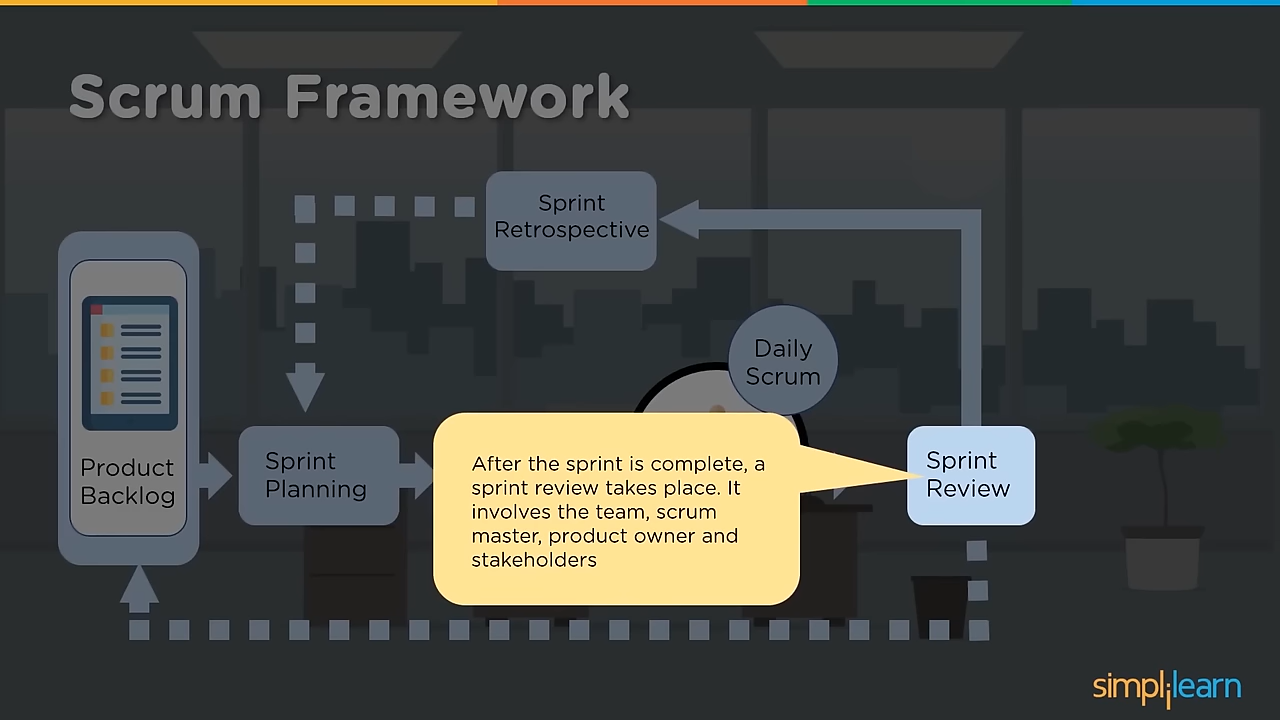 Scrum Framework
Sprint
Retrospective
Daily
Scrum
Product
Backlog
Sprint
Planning
After the sprint is complete, a
sprint review takes place. It
involves the team, scrum
master, product owner and
stakeholders
Sprint
Review
simplilearn